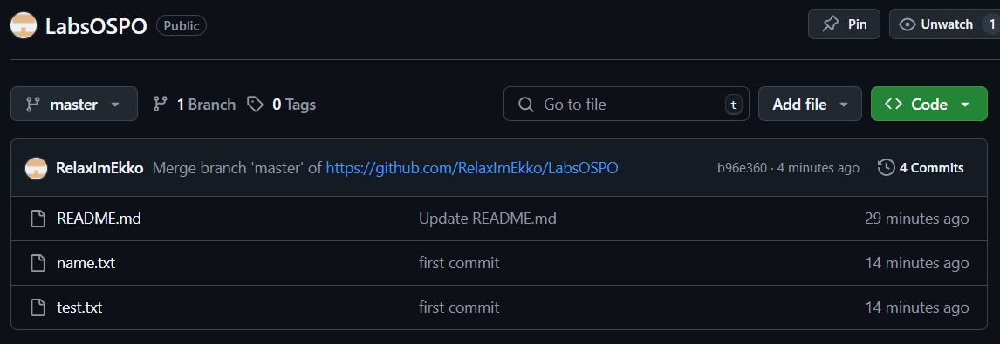 LabsOSPO Public Pin Unwatch 1
master 1 Branch 0 Tags Go to file t Add file Code
RelaxImEkko Merge branch 'master' of https://github.com/RelaxImEkko/LabsOSPO b96e360 · 4 minutes ago 4 Commits
README.md Update README.md 29 minutes ago
name.txt first commit 14 minutes ago
test.txt first commit 14 minutes ago